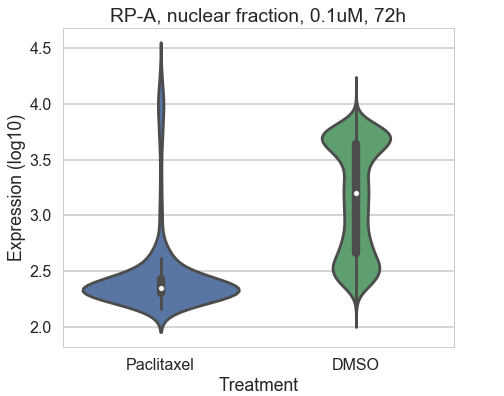 RP-A, nuclear fraction, 0.1uM, 72h
Expression (log10)
4.5
4.0
3.5
3.0
2.5
2.0
Paclitaxel DMSO
Treatment